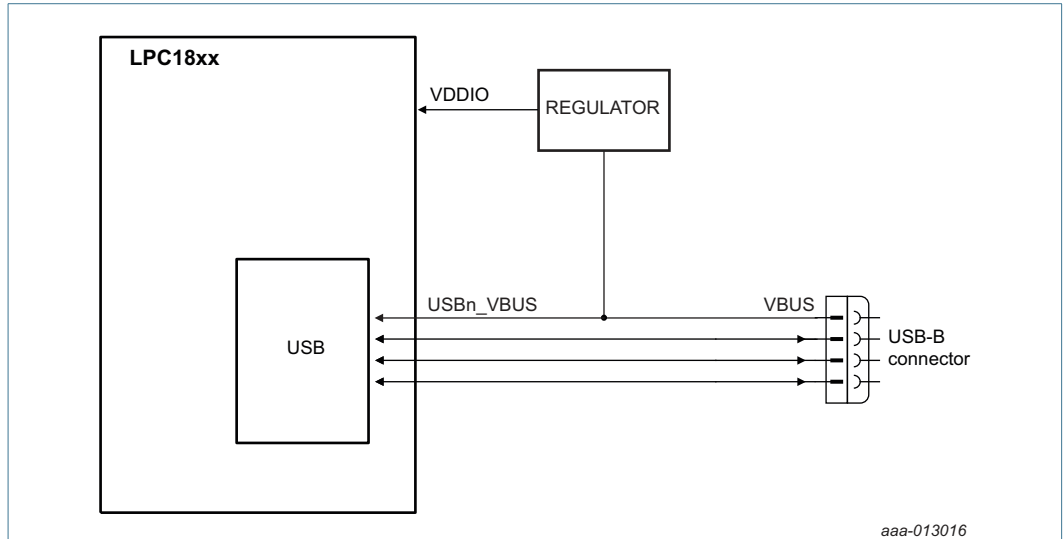 LPC18xx
VDDIO
REGULATOR
USBn_VBUS
VBUS
USB
USB-B
connector
aaa-013016